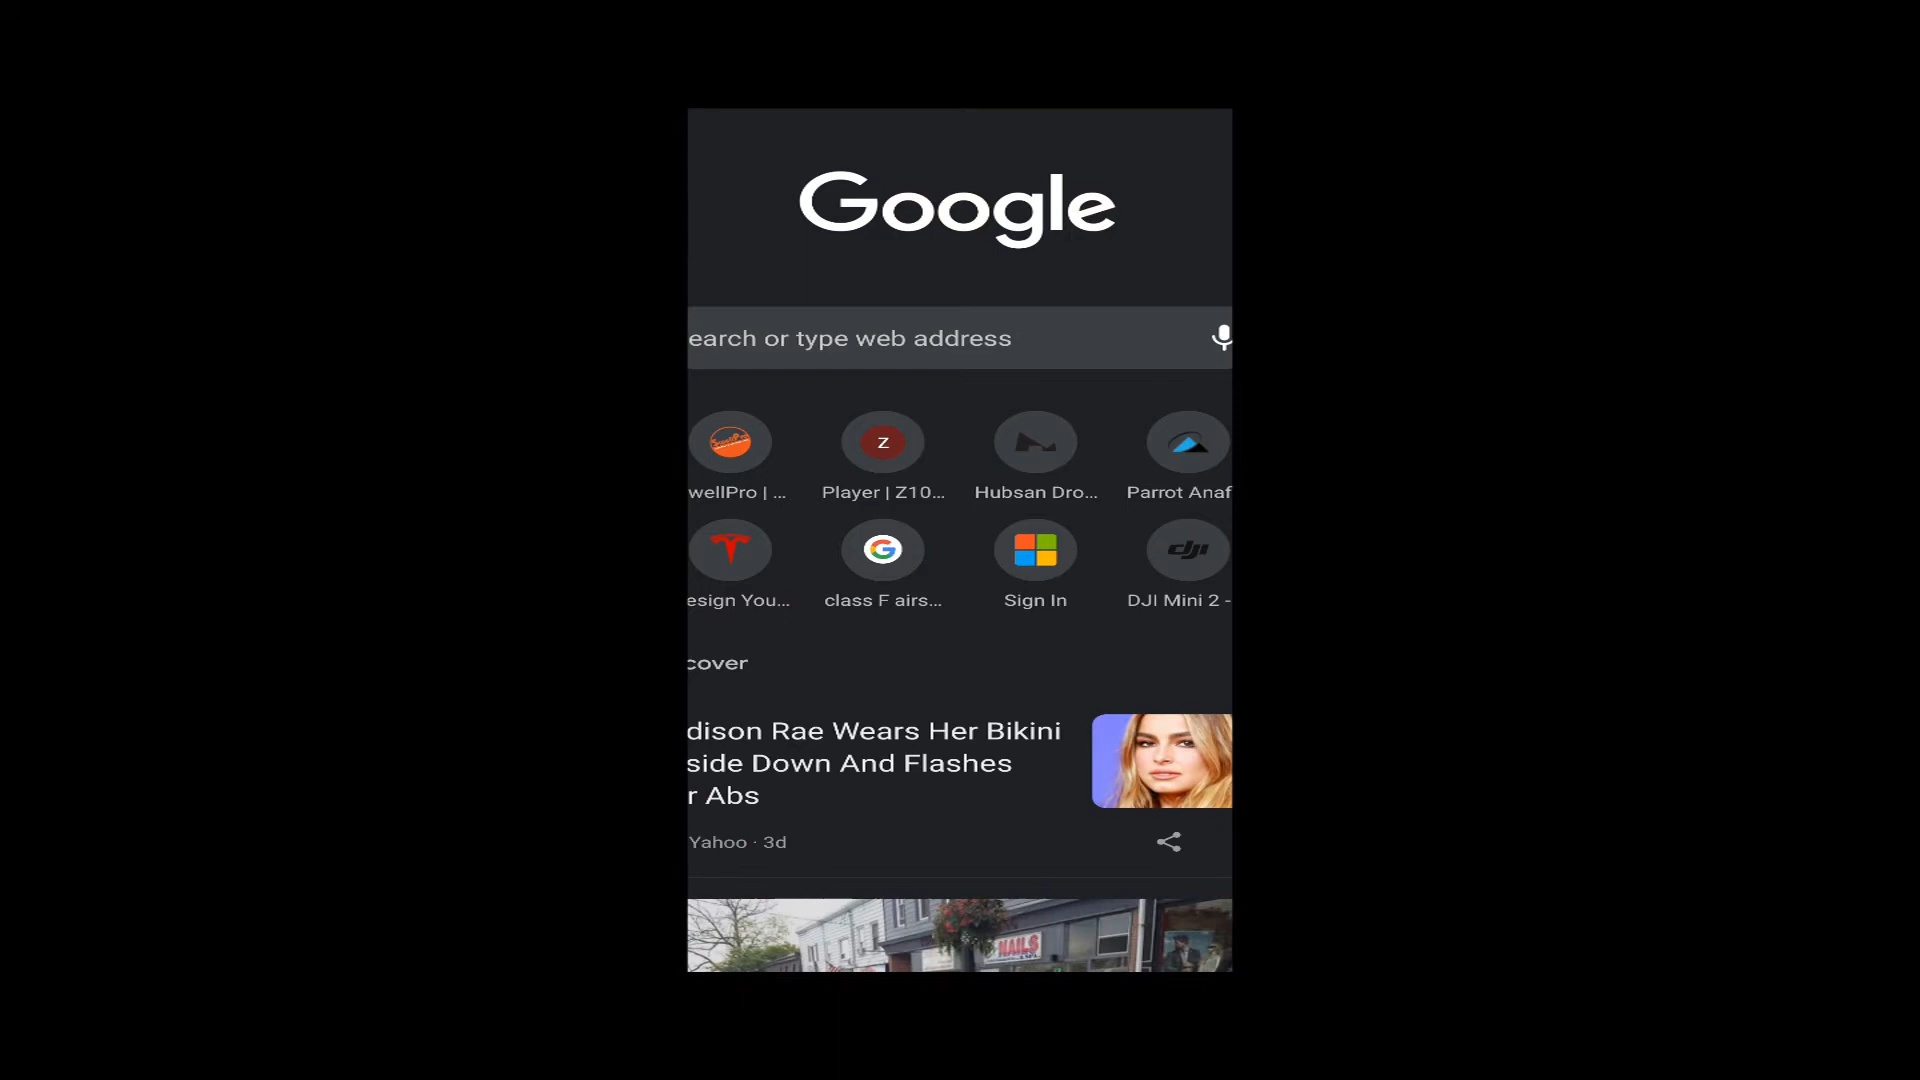 Google
earch or type web address
wellPro | ...
Z
Player | Z10...
Hubsan Dro...
Parrot Anaf
T
G
dji
esign You...
class F airs...
Sign In
DJI Mini 2 -
cover
dison Rae Wears Her Bikini
side Down And Flashes
r Abs
Yahoo · 3d
NAILS